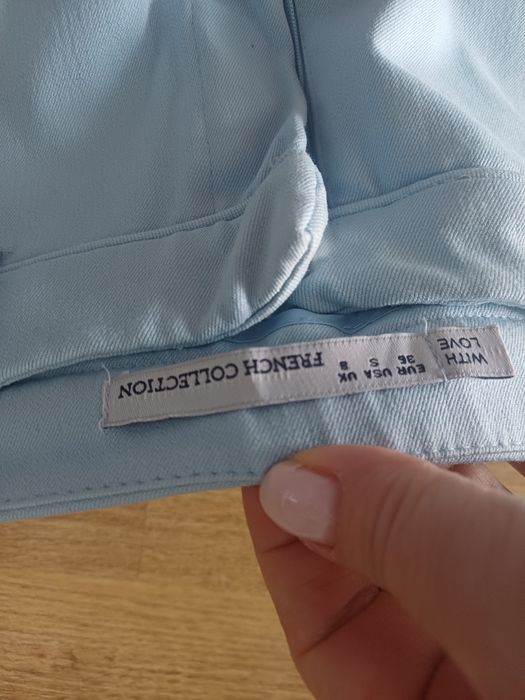 FRENCH COLLECTION
EUR USA UK
36 S 8
WITH
LOVE